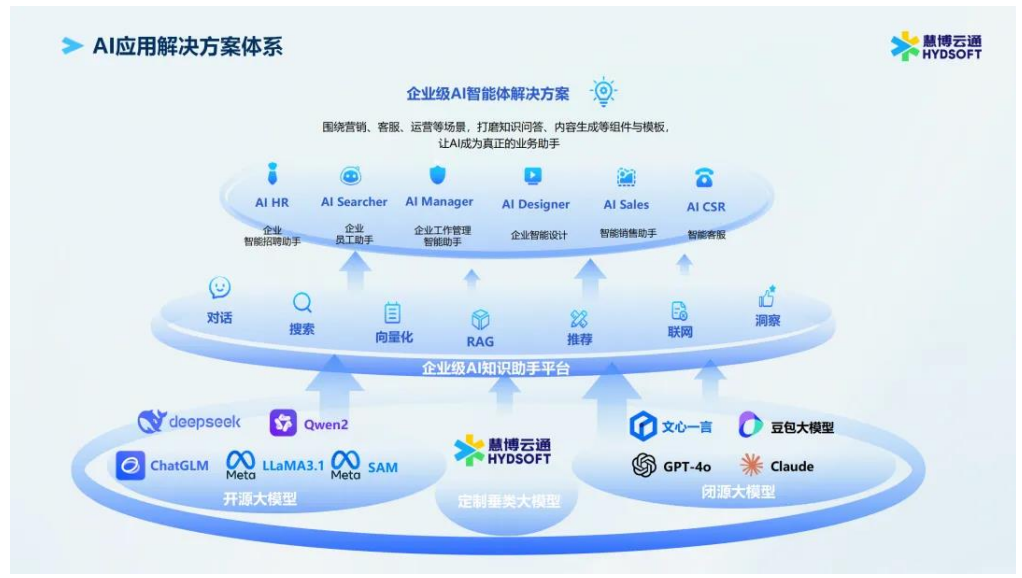 AI应用解决方案体系
慧博云通
HYDSOFT
企业级AI智能体解决方案
围绕营销、客服、运营等场景，打磨知识问答、内容生成等组件与模板，
让AI成为真正的业务助手
AI HR
AI Searcher
AI Manager
AI Designer
AI Sales
AI CSR
企业
智能招聘助手
企业
员工助手
企业工作管理
智能助手
企业智能设计
智能销售助手
智能客服
对话
搜索
向量化
RAG
推荐
联网
洞察
企业级AI知识助手平台
deepseek
Qwen2
ChatGLM
Meta
LLaMA3.1
Meta
SAM
开源大模型
慧博云通
HYDSOFT
定制垂类大模型
文心一言
豆包大模型
GPT-4o
Claude
闭源大模型